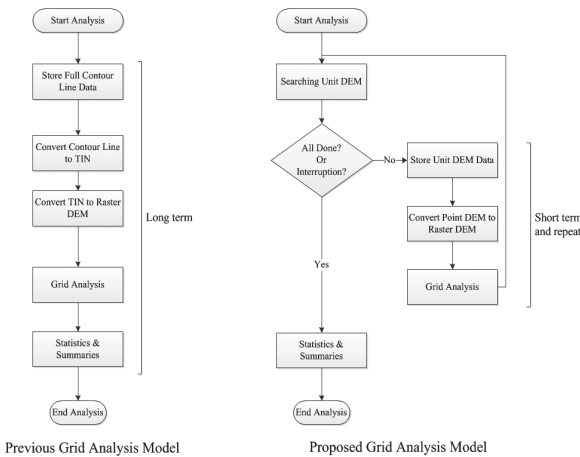 Start Analysis
Store Full Contour
Line Data
Convert Contour Line
to TIN
Convert TIN to Raster
DEM
Grid Analysis
Statistics &
Summaries
End Analysis
Long term
Previous Grid Analysis Model
Start Analysis
Searching Unit DEM
All Done?
Or
Interruption?
No
Store Unit DEM Data
Convert Point DEM to
Raster DEM
Grid Analysis
Short term
and repeat
Yes
Statistics &
Summaries
End Analysis
Proposed Grid Analysis Model